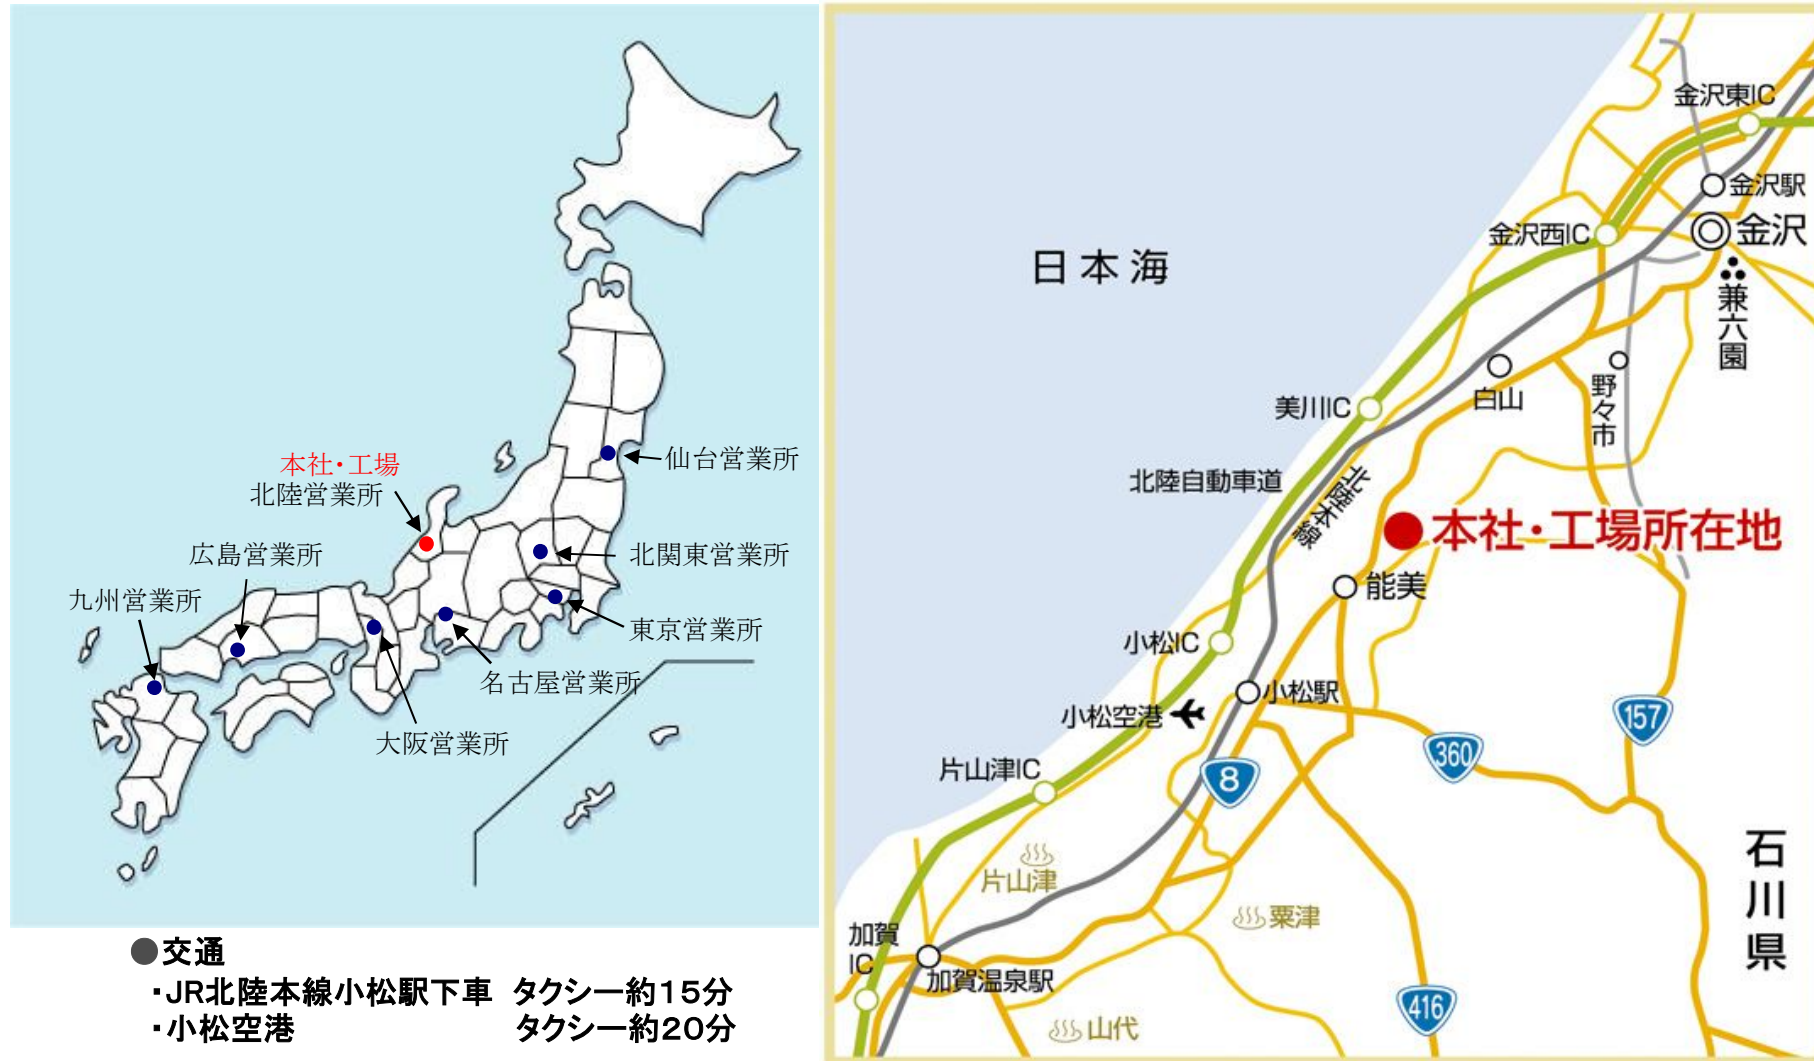 本社・工場
北陸営業所
仙台営業所
広島営業所
北関東営業所
九州営業所
東京営業所
名古屋営業所
大阪営業所
●交通
・JR北陸本線小松駅下車 タクシー約15分
・小松空港 タクシー約20分
金沢東IC
金沢駅
金沢西IC
金沢
日本海
兼六園
白山
野々市
美川IC
北陸自動車道
北陸本線
本社・工場所在地
能美
小松IC
小松駅
小松空港
157
360
8
片山津IC
片山津
石川県
粟津
加賀
IC
加賀温泉駅
416
山代